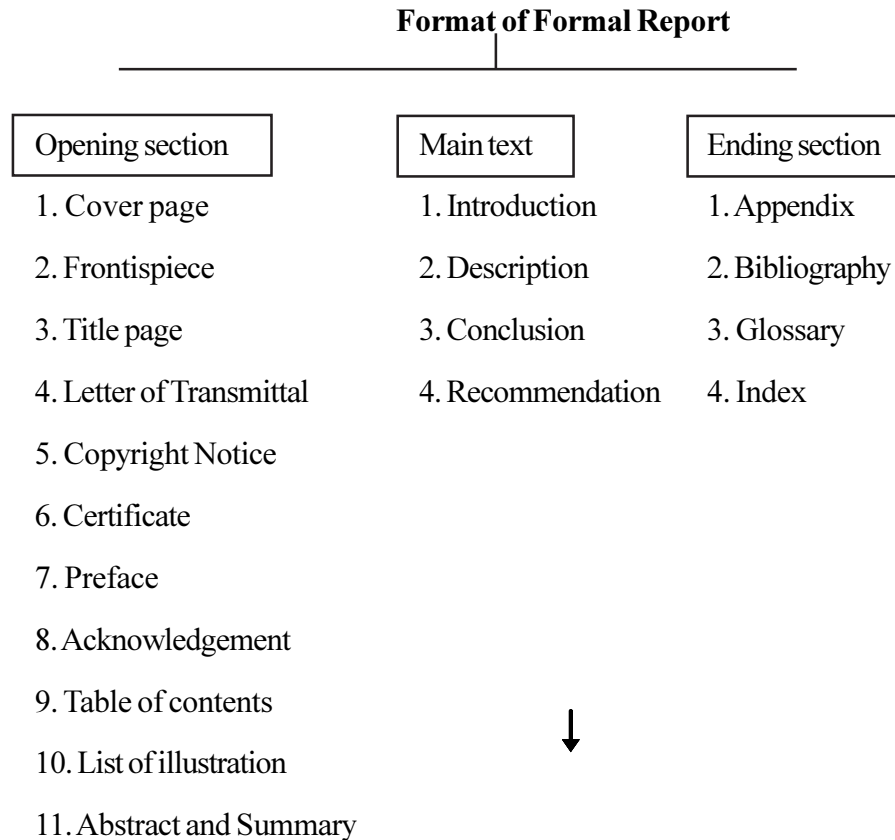 Format of Formal Report
Opening section
1. Cover page
2. Frontispiece
3. Title page
4. Letter of Transmittal
5. Copyright Notice
6. Certificate
7. Preface
8. Acknowledgement
9. Table of contents
10. List of illustration
11. Abstract and Summary
Main text
1. Introduction
2. Description
3. Conclusion
4. Recommendation
Ending section
1. Appendix
2. Bibliography
3. Glossary
4. Index